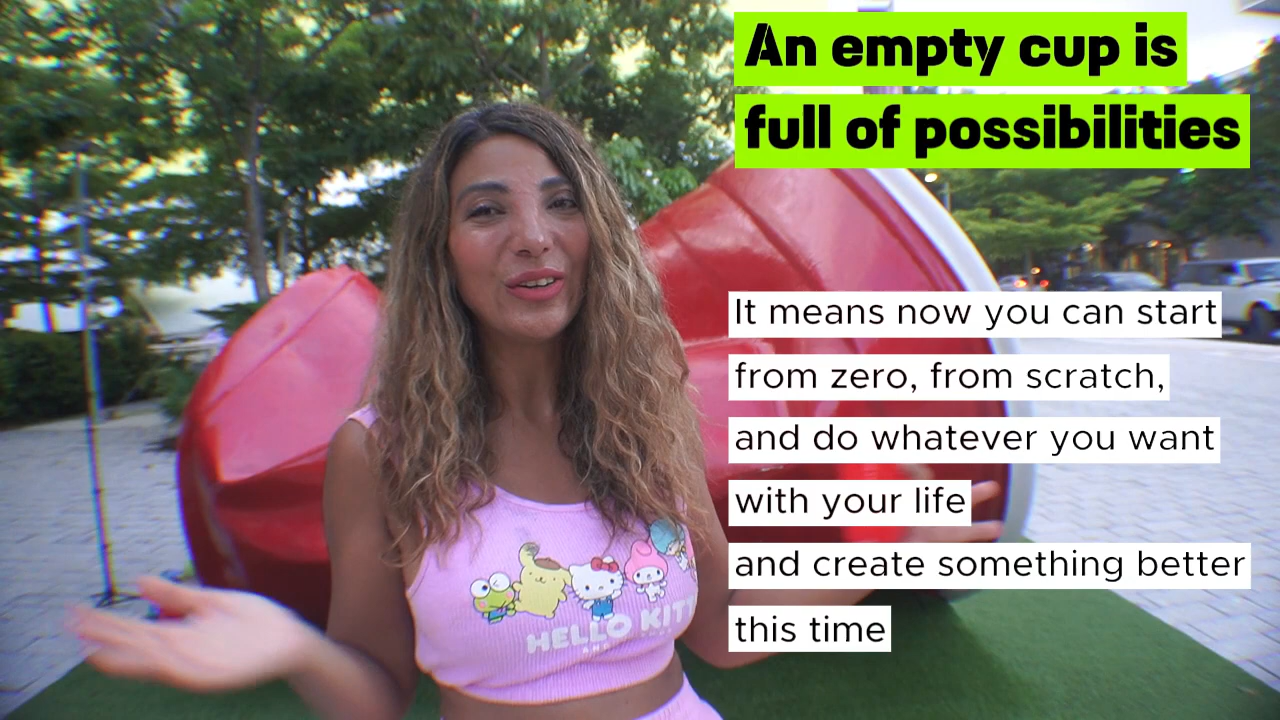 An empty cup is
full of possibilities
It means now you can start
from zero, from scratch,
and do whatever you want
with your life
and create something better
this time
HELLO KITTY